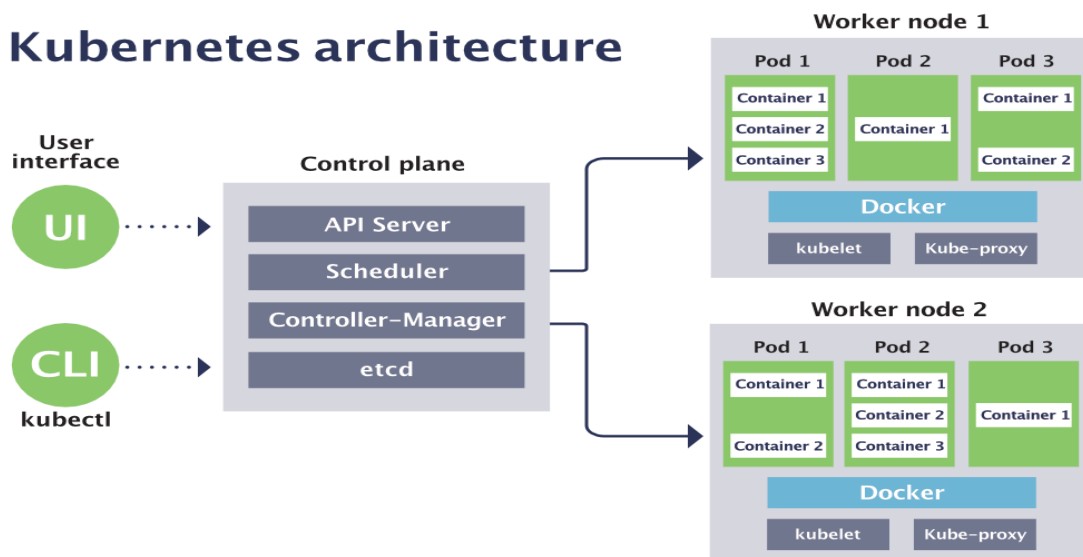 Kubernetes architecture
User
interface
UI
CLI
kubectl
Control plane
API Server
Scheduler
Controller-Manager
etcd
Worker node 1
Pod 1
Pod 2
Pod 3
Container 1
Container 2
Container 3
Container 1
Container 1
Container 2
Docker
kubelet
Kube-proxy
Worker node 2
Pod 1
Pod 2
Pod 3
Container 1
Container 2
Container 1
Container 2
Container 3
Container 1
Docker
kubelet
Kube-proxy